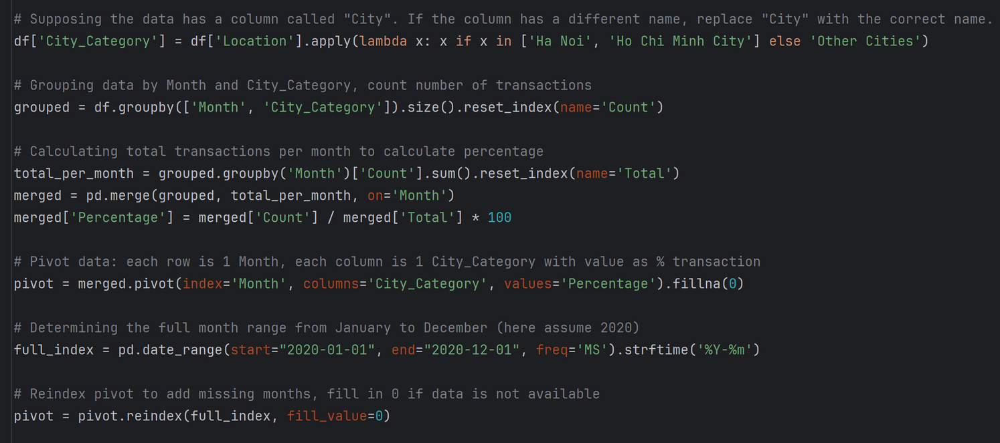 # Supposing the data has a column called "City". If the column has a different name, replace "City" with the correct name.
df['City_Category'] = df['Location'].apply(lambda x: x if x in ['Ha Noi', 'Ho Chi Minh City'] else 'Other Cities')
# Grouping data by Month and City_Category, count number of transactions
grouped = df.groupby(['Month', 'City_Category']).size().reset_index(name='Count')
# Calculating total transactions per month to calculate percentage
total_per_month = grouped.groupby('Month')['Count'].sum().reset_index(name='Total')
merged = pd.merge(grouped, total_per_month, on='Month')
merged['Percentage'] = merged['Count'] / merged['Total'] * 100
# Pivot data: each row is 1 Month, each column is 1 City_Category with value as % transaction
pivot = merged.pivot(index='Month', columns='City_Category', values='Percentage').fillna(0)
# Determining the full month range from January to December (here assume 2020)
full_index = pd.date_range(start="2020-01-01", end="2020-12-01", freq='MS').strftime('%Y-%m')
# Reindex pivot to add missing months, fill in 0 if data is not available
pivot = pivot.reindex(full_index, fill_value=0)